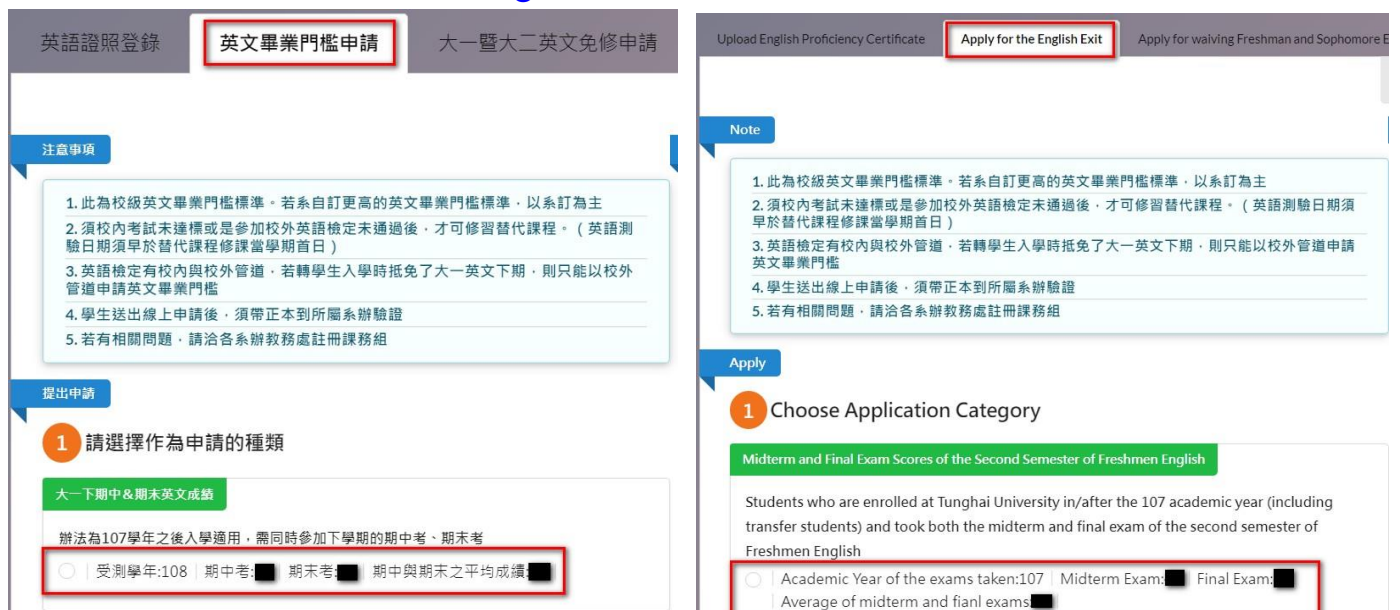 英語證照登錄
英文畢業門檻申請
大一暨大二英文免修申請
注意事項
1. 此為校級英文畢業門檻標準。若系自訂更高的英文畢業門檻標準，以系訂為主
2. 須校內考試未達標或是參加校外英語檢定未通過後，才可修習替代課程。（英語測
驗日期須早於替代課程修課當學期首日）
3. 英語檢定有校內與校外管道，若轉學生入學時抵免了大一英文下期，則只能以校外
管道申請英文畢業門檻
4. 學生送出線上申請後，須帶正本到所屬系辦驗證
5. 若有相關問題，請洽各系辦教務處註冊課務組
提出申請
1 請選擇作為申請的種類
大一下期中&期末英文成績
辦法為107學年之後入學適用，需同時參加下學期的期中考、期末考
受測學年:108 期中考: 期末考: 期中與期末之平均成績:
Upload English Proficiency Certificate
Apply for the English Exit
Apply for waiving Freshman and Sophomore E
Note
1. 此為校級英文畢業門檻標準。若系自訂更高的英文畢業門檻標準，以系訂為主
2. 須校內考試未達標或是參加校外英語檢定未通過後，才可修習替代課程。（英語測驗日期須
早於替代課程修課當學期首日）
3. 英語檢定有校內與校外管道，若轉學生入學時抵免了大一英文下期，則只能以校外管道申請
英文畢業門檻
4. 學生送出線上申請後，須帶正本到所屬系辦驗證
5. 若有相關問題，請洽各系辦教務處註冊課務組
Apply
1 Choose Application Category
Midterm and Final Exam Scores of the Second Semester of Freshmen English
Students who are enrolled at Tunghai University in/after the 107 academic year (including
transfer students) and took both the midterm and final exam of the second semester of
Freshmen English
Academic Year of the exams taken:107 Midterm Exam: Final Exam:
Average of midterm and fianl exams: